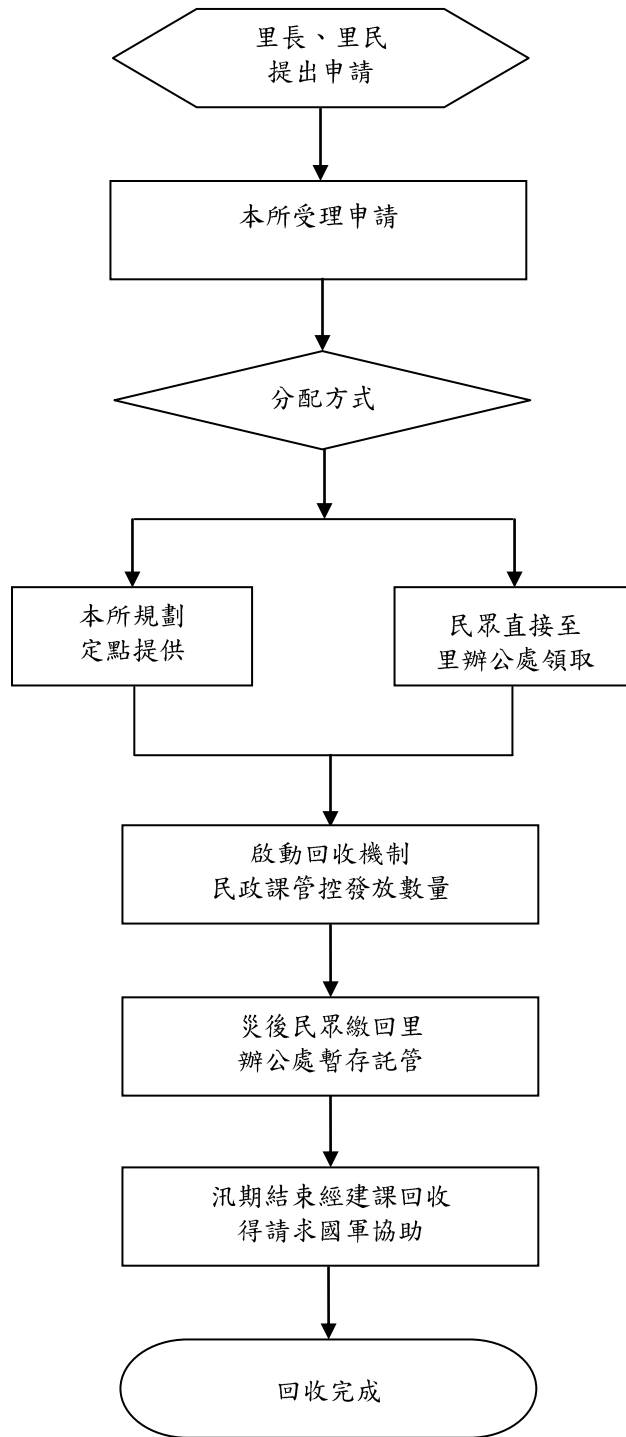 里長、里民
提出申請
本所受理申請
分配方式
本所規劃
定點提供
民眾直接至
里辦公處領取
啟動回收機制
民政課管控發放數量
災後民眾繳回里
辦公處暫存託管
汛期結束經建課回收
得請求國軍協助
回收完成